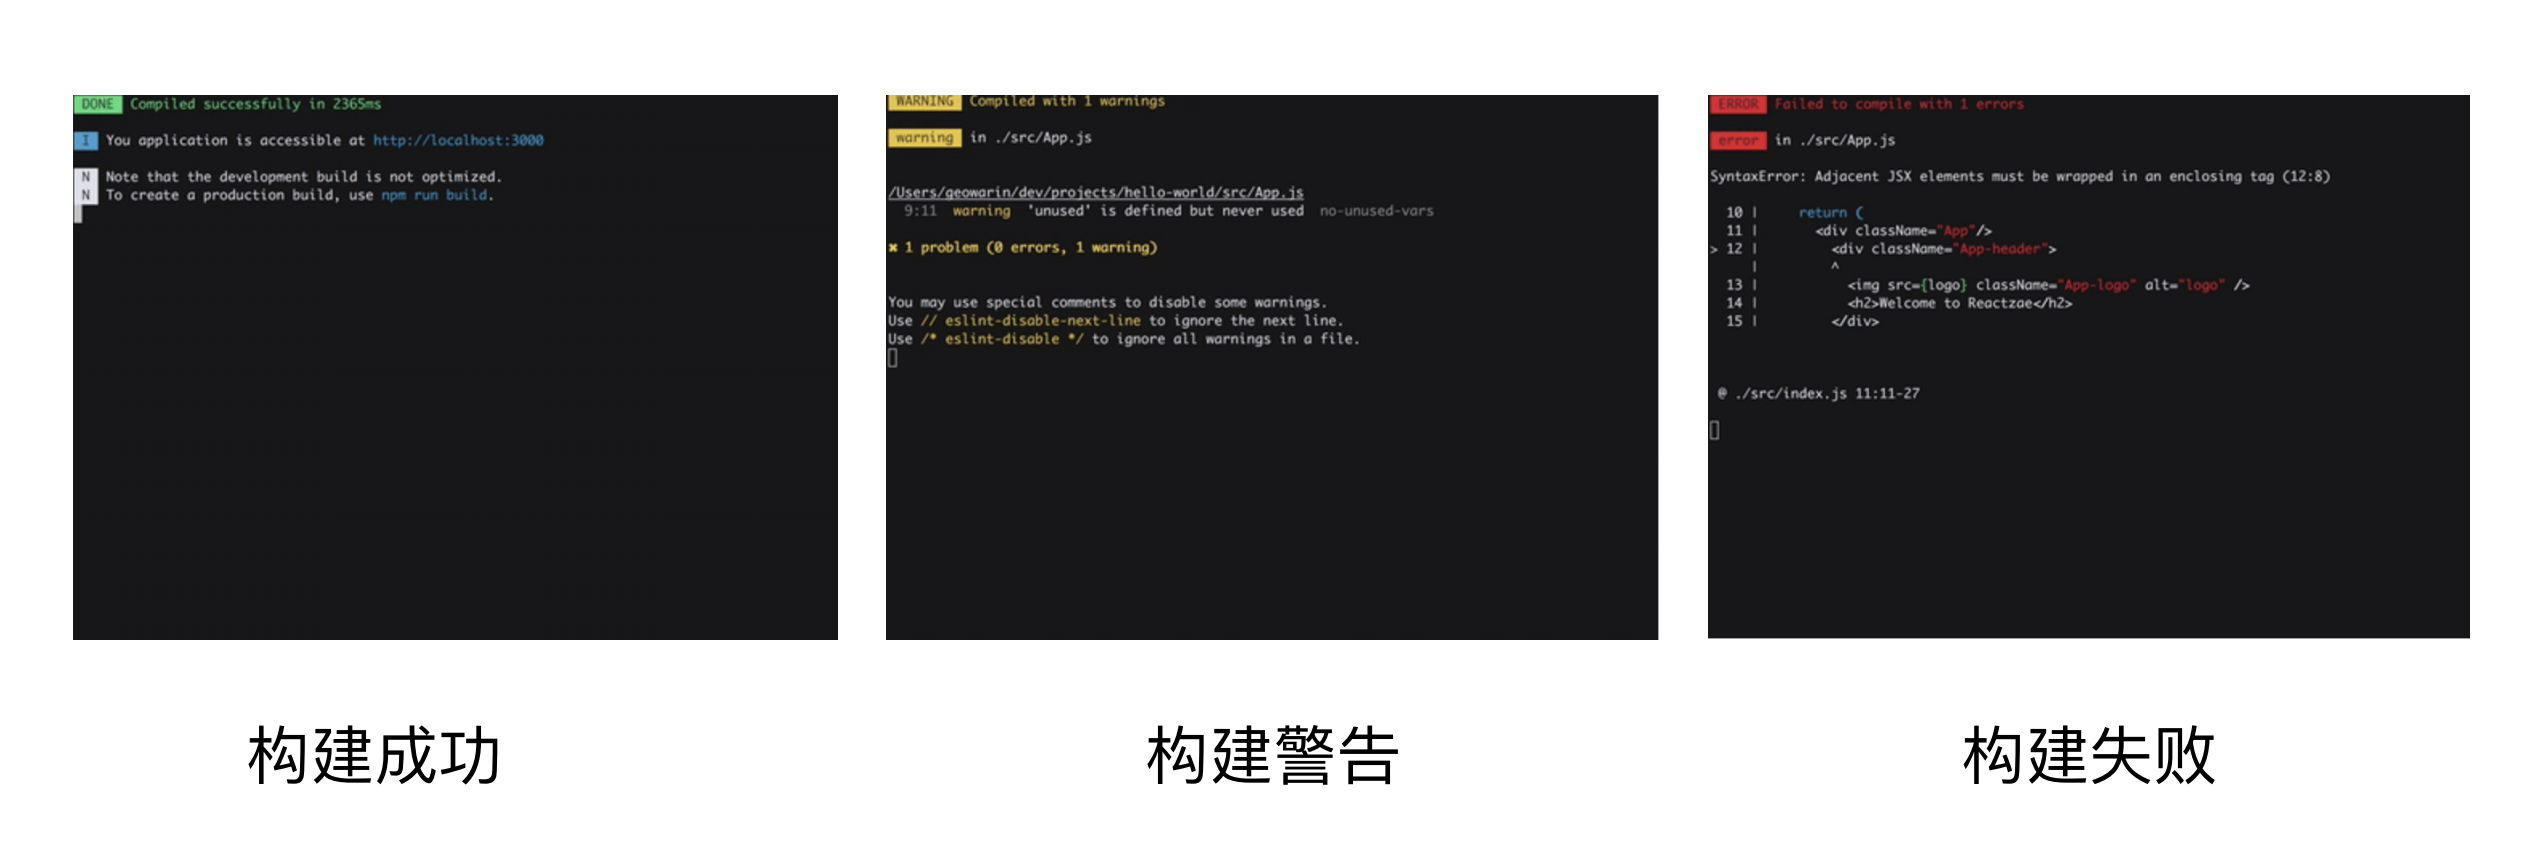 DONE Compiled successfully in 2365ms
I You application is accessible at http://localhost:3000
N Note that the development build is not optimized.
N To create a production build, use npm run build.
构建成功
WARNING Compiled with 1 warnings
warning in ./src/App.js
/Users/geowarin/dev/projects/hello-world/src/App.js
9:11 warning 'unused' is defined but never used no-unused-vars
✖ 1 problem (0 errors, 1 warning)
You may use special comments to disable some warnings.
Use // eslint-disable-next-line to ignore the next line.
Use /* eslint-disable */ to ignore all warnings in a file.
构建警告
ERROR Failed to compile with 1 errors
error in ./src/App.js
SyntaxError: Adjacent JSX elements must be wrapped in an enclosing tag (12:8)
10 | return (
11 | <div className="App"/>
> 12 | <div className="App-header">
| ^
13 | <img src={logo} className="App-logo" alt="logo" />
14 | <h2>Welcome to Reactzae</h2>
15 | </div>
@ ./src/index.js 11:11-27
构建失败